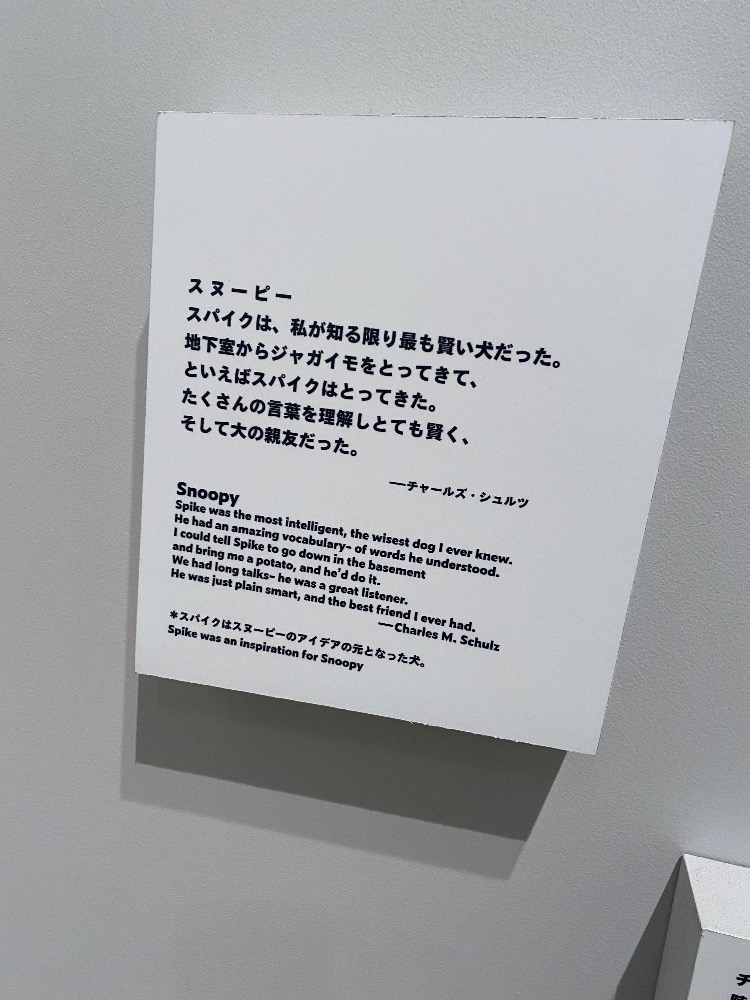 スヌーピー
スパイクは、私が知る限り最も賢い犬だった。
地下室からジャガイモをとってきて、
といえばスパイクはとってきた。
たくさんの言葉を理解しとても賢く、
そして大の親友だった。
—チャールズ・シュルツ
Snoopy
Spike was the most intelligent, the wisest dog I ever knew.
He had an amazing vocabulary– of words he understood.
I could tell Spike to go down in the basement
and bring me a potato, and he'd do it.
We had long talks– he was a great listener.
He was just plain smart, and the best friend I ever had.
—Charles M. Schulz
*スパイクはスヌーピーのアイデアの元となった犬。
Spike was an inspiration for Snoopy
チ